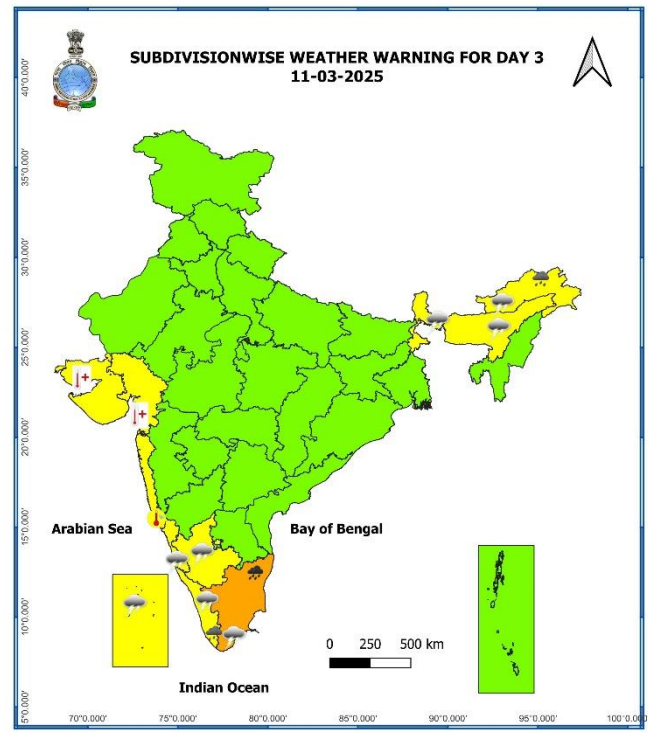 SUBDIVISIONWISE WEATHER WARNING FOR DAY 3
11-03-2025
40°0.000'
35°0.000'
30°0.000'
25°0.000'
20°0.000'
15°0.000'
10°0.000'
5°0.000'
Arabian Sea
Bay of Bengal
0 250 500 km
Indian Ocean
70°0.000' 75°0.000' 80°0.000' 85°0.000' 90°0.000' 95°0.000' 100°0.000'